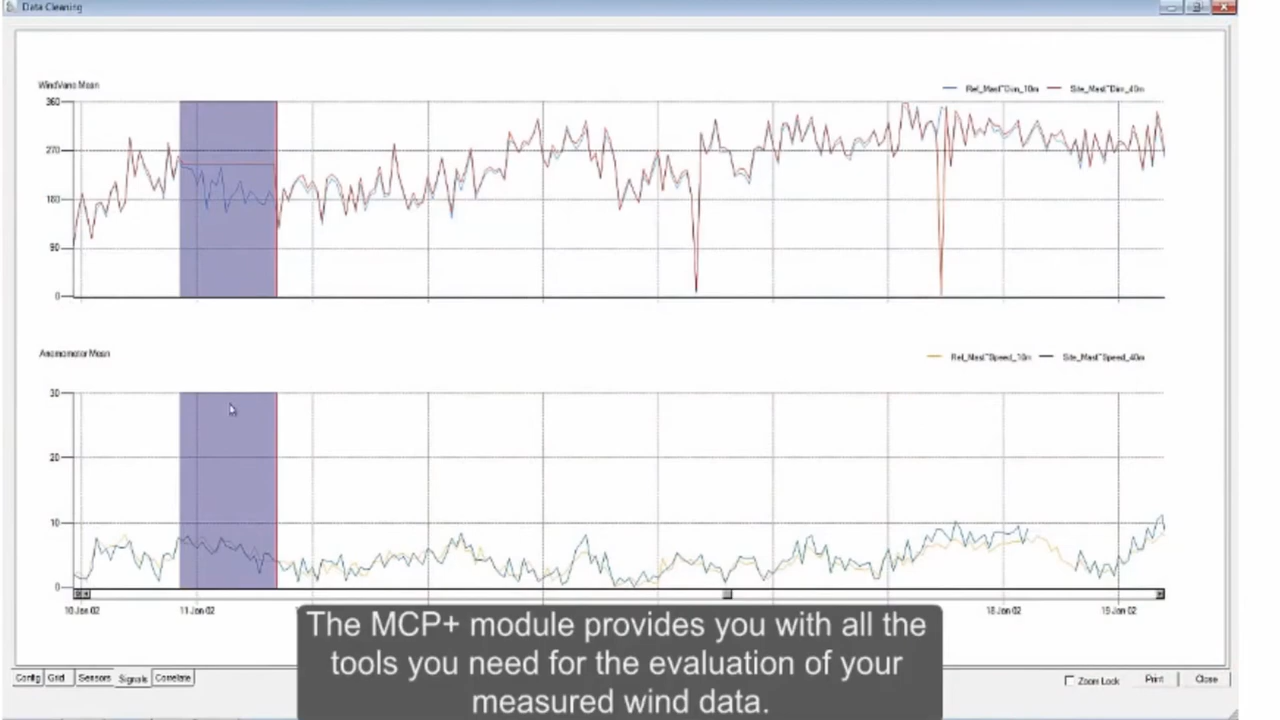 Data Cleaning
WindVane Mean
Ref_Mast~Dirn_10m
Site_Mast~Dirn_40m
360
270
180
90
0
Anemometer Mean
Ref_Mast~Speed_10m
Site_Mast~Speed_40m
30
20
10
0
10 Jan 02
11 Jan 02
18 Jan 02
19 Jan 02
The MCP+ module provides you with all the
tools you need for the evaluation of your
measured wind data.
Config Grid Sensors Signals Correlate
Zoom Lock Print Close